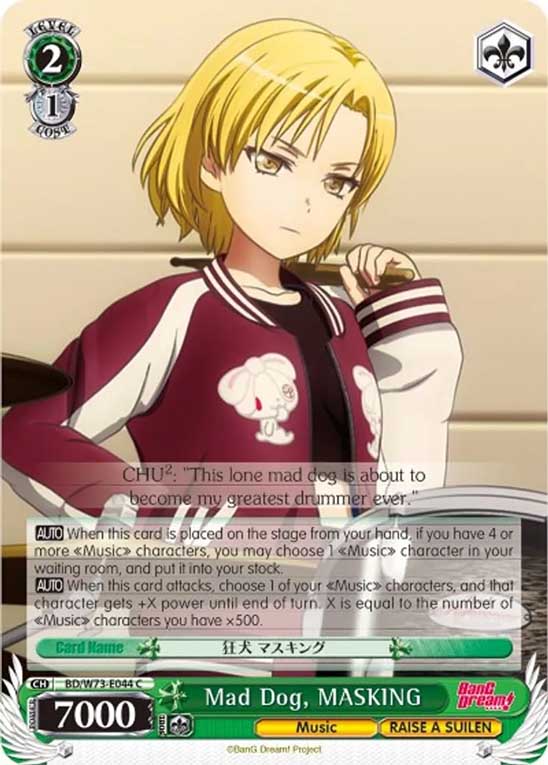 LEVEL
2
1
COST
CHU²: "This lone mad dog is about to
become my greatest drummer ever."
AUTO When this card is placed on the stage from your hand, if you have 4 or
more ≪Music≫ characters, you may choose 1 ≪Music≫ character in your
waiting room, and put it into your stock.
AUTO When this card attacks, choose 1 of your ≪Music≫ characters, and that
character gets +X power until end of turn. X is equal to the number of
≪Music≫ characters you have ×500.
Card Name 狂犬 マスキング
CH BD/W73-E044 C
Mad Dog, MASKING
BanG Dream!
POWER 7000
SOUL
Music RAISE A SUILEN
©BanG Dream! Project